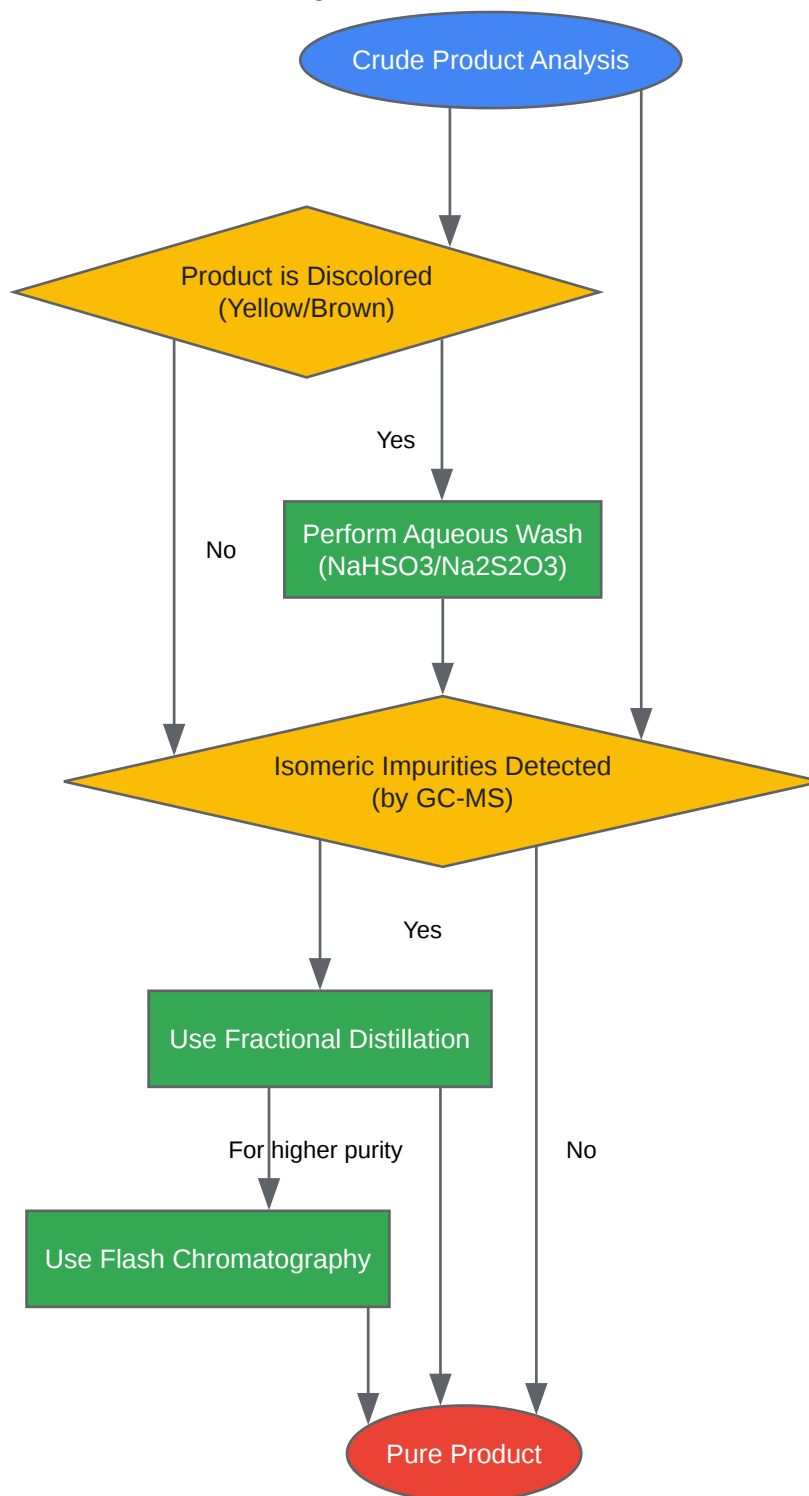 Crude Product Analysis
Product is Discolored
(Yellow/Brown)
Yes
No
Perform Aqueous Wash
(NaHSO3/Na2S2O3)
Isomeric Impurities Detected
(by GC-MS)
Yes
Use Fractional Distillation
For higher purity
No
Use Flash Chromatography
Pure Product